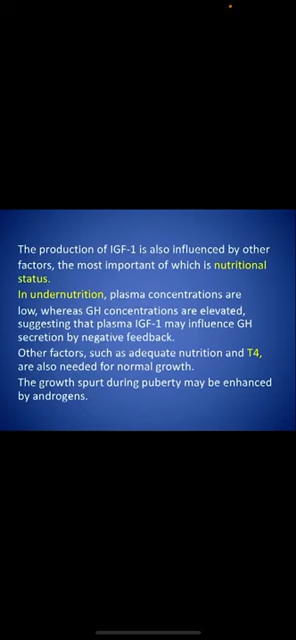 The production of IGF-1 is also influenced by other
factors, the most important of which is nutritional
status.
In undernutrition, plasma concentrations are
low, whereas GH concentrations are elevated,
suggesting that plasma IGF-1 may influence GH
secretion by negative feedback.
Other factors, such as adequate nutrition and T4,
are also needed for normal growth.
The growth spurt during puberty may be enhanced
by androgens.